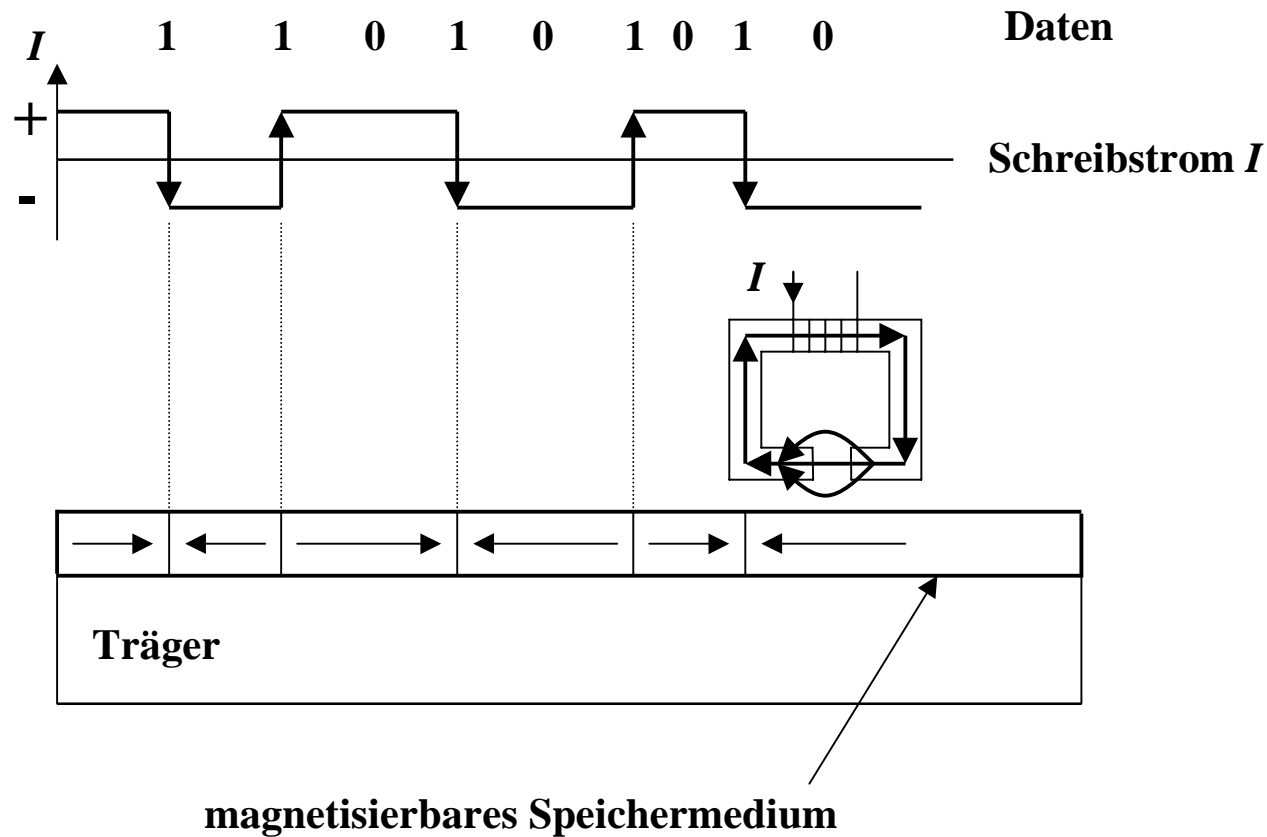 1 1 0 1 0 1 0 1 0 Daten
I
+
Schreibstrom I
-
I
Träger
magnetisierbares Speichermedium